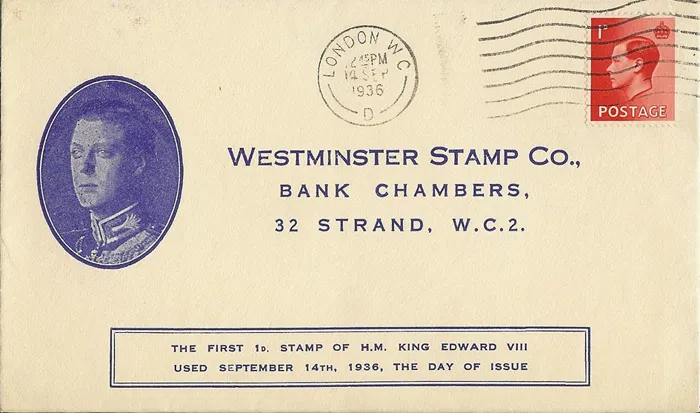 LONDON W.C.
2 45 PM
14 SEP
1936
D
1D
POSTAGE
WESTMINSTER STAMP CO.,
BANK CHAMBERS,
32 STRAND, W.C.2.
THE FIRST 1D. STAMP OF H.M. KING EDWARD VIII
USED SEPTEMBER 14TH, 1936, THE DAY OF ISSUE